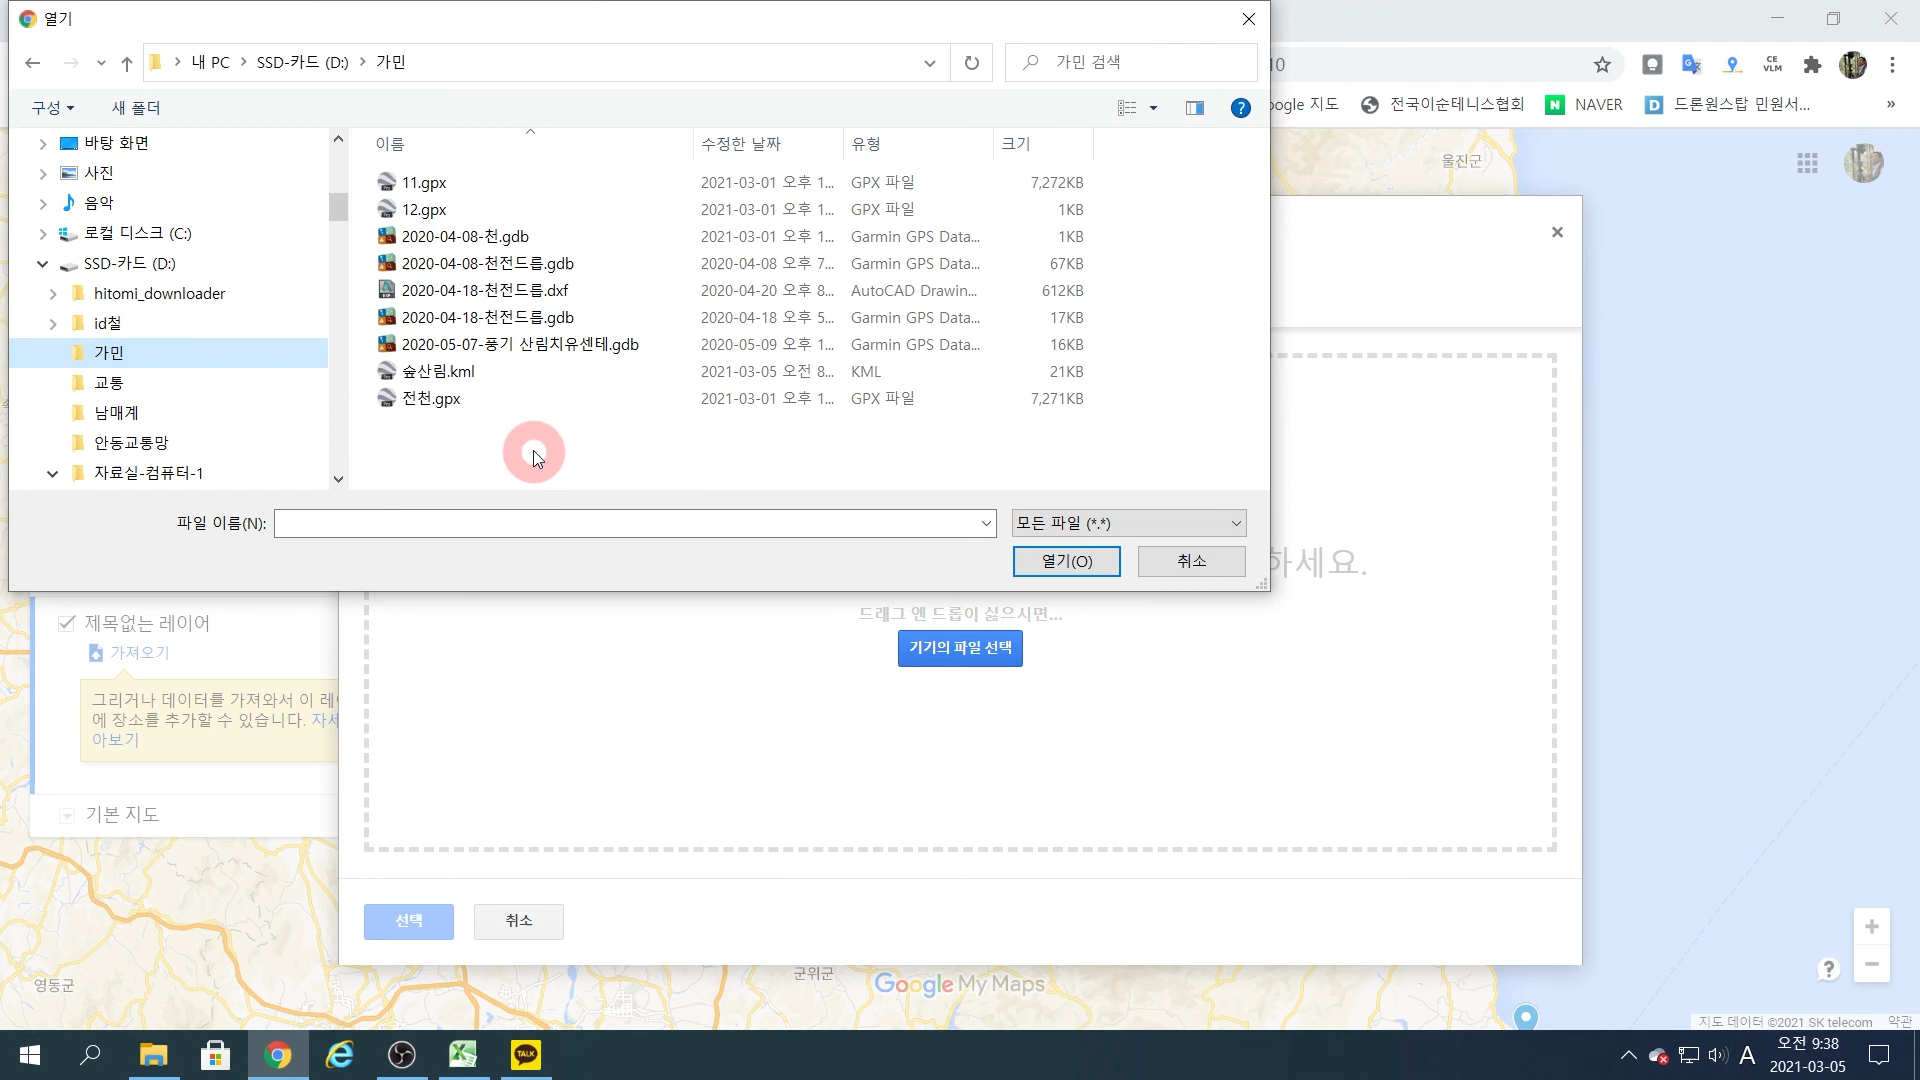 열기
내 PC > SSD-카드 (D:) > 가민
가민 검색
구성
새 폴더
바탕 화면
사진
음악
로컬 디스크 (C:)
SSD-카드 (D:)
hitomi_downloader
id철
가민
교통
남매계
안동교통망
자료실-컴퓨터-1
이름 수정한 날짜 유형 크기
11.gpx 2021-03-01 오후 1... GPX 파일 7,272KB
12.gpx 2021-03-01 오후 1... GPX 파일 1KB
2020-04-08-천.gdb 2021-03-01 오후 1... Garmin GPS Data... 1KB
2020-04-08-천전드릅.gdb 2020-04-08 오후 7... Garmin GPS Data... 67KB
2020-04-18-천전드릅.dxf 2020-04-20 오후 8... AutoCAD Drawin... 612KB
2020-04-18-천전드릅.gdb 2020-04-18 오후 5... Garmin GPS Data... 17KB
2020-05-07-풍기 산림치유센테.gdb 2020-05-09 오후 1... Garmin GPS Data... 16KB
숲산림.kml 2021-03-05 오전 8... KML 21KB
전천.gpx 2021-03-01 오후 1... GPX 파일 7,271KB
파일 이름(N):
모든 파일 (*.*)
열기(O)
취소
10
CE
VLM
oogle 지도
전국이순테니스협회
N NAVER
D 드론원스탑 민원서...
»
울진군
하세요.
드래그 앤 드롭이 싫으시면...
기기의 파일 선택
제목없는 레이어
가져오기
그리거나 데이터를 가져와서 이 레
에 장소를 추가할 수 있습니다. 자세
아보기
기본 지도
선택
취소
영동군
군위군
Google My Maps
지도 데이터 ©2021 SK telecom 약관
TALK
A
오전 9:38
2021-03-05